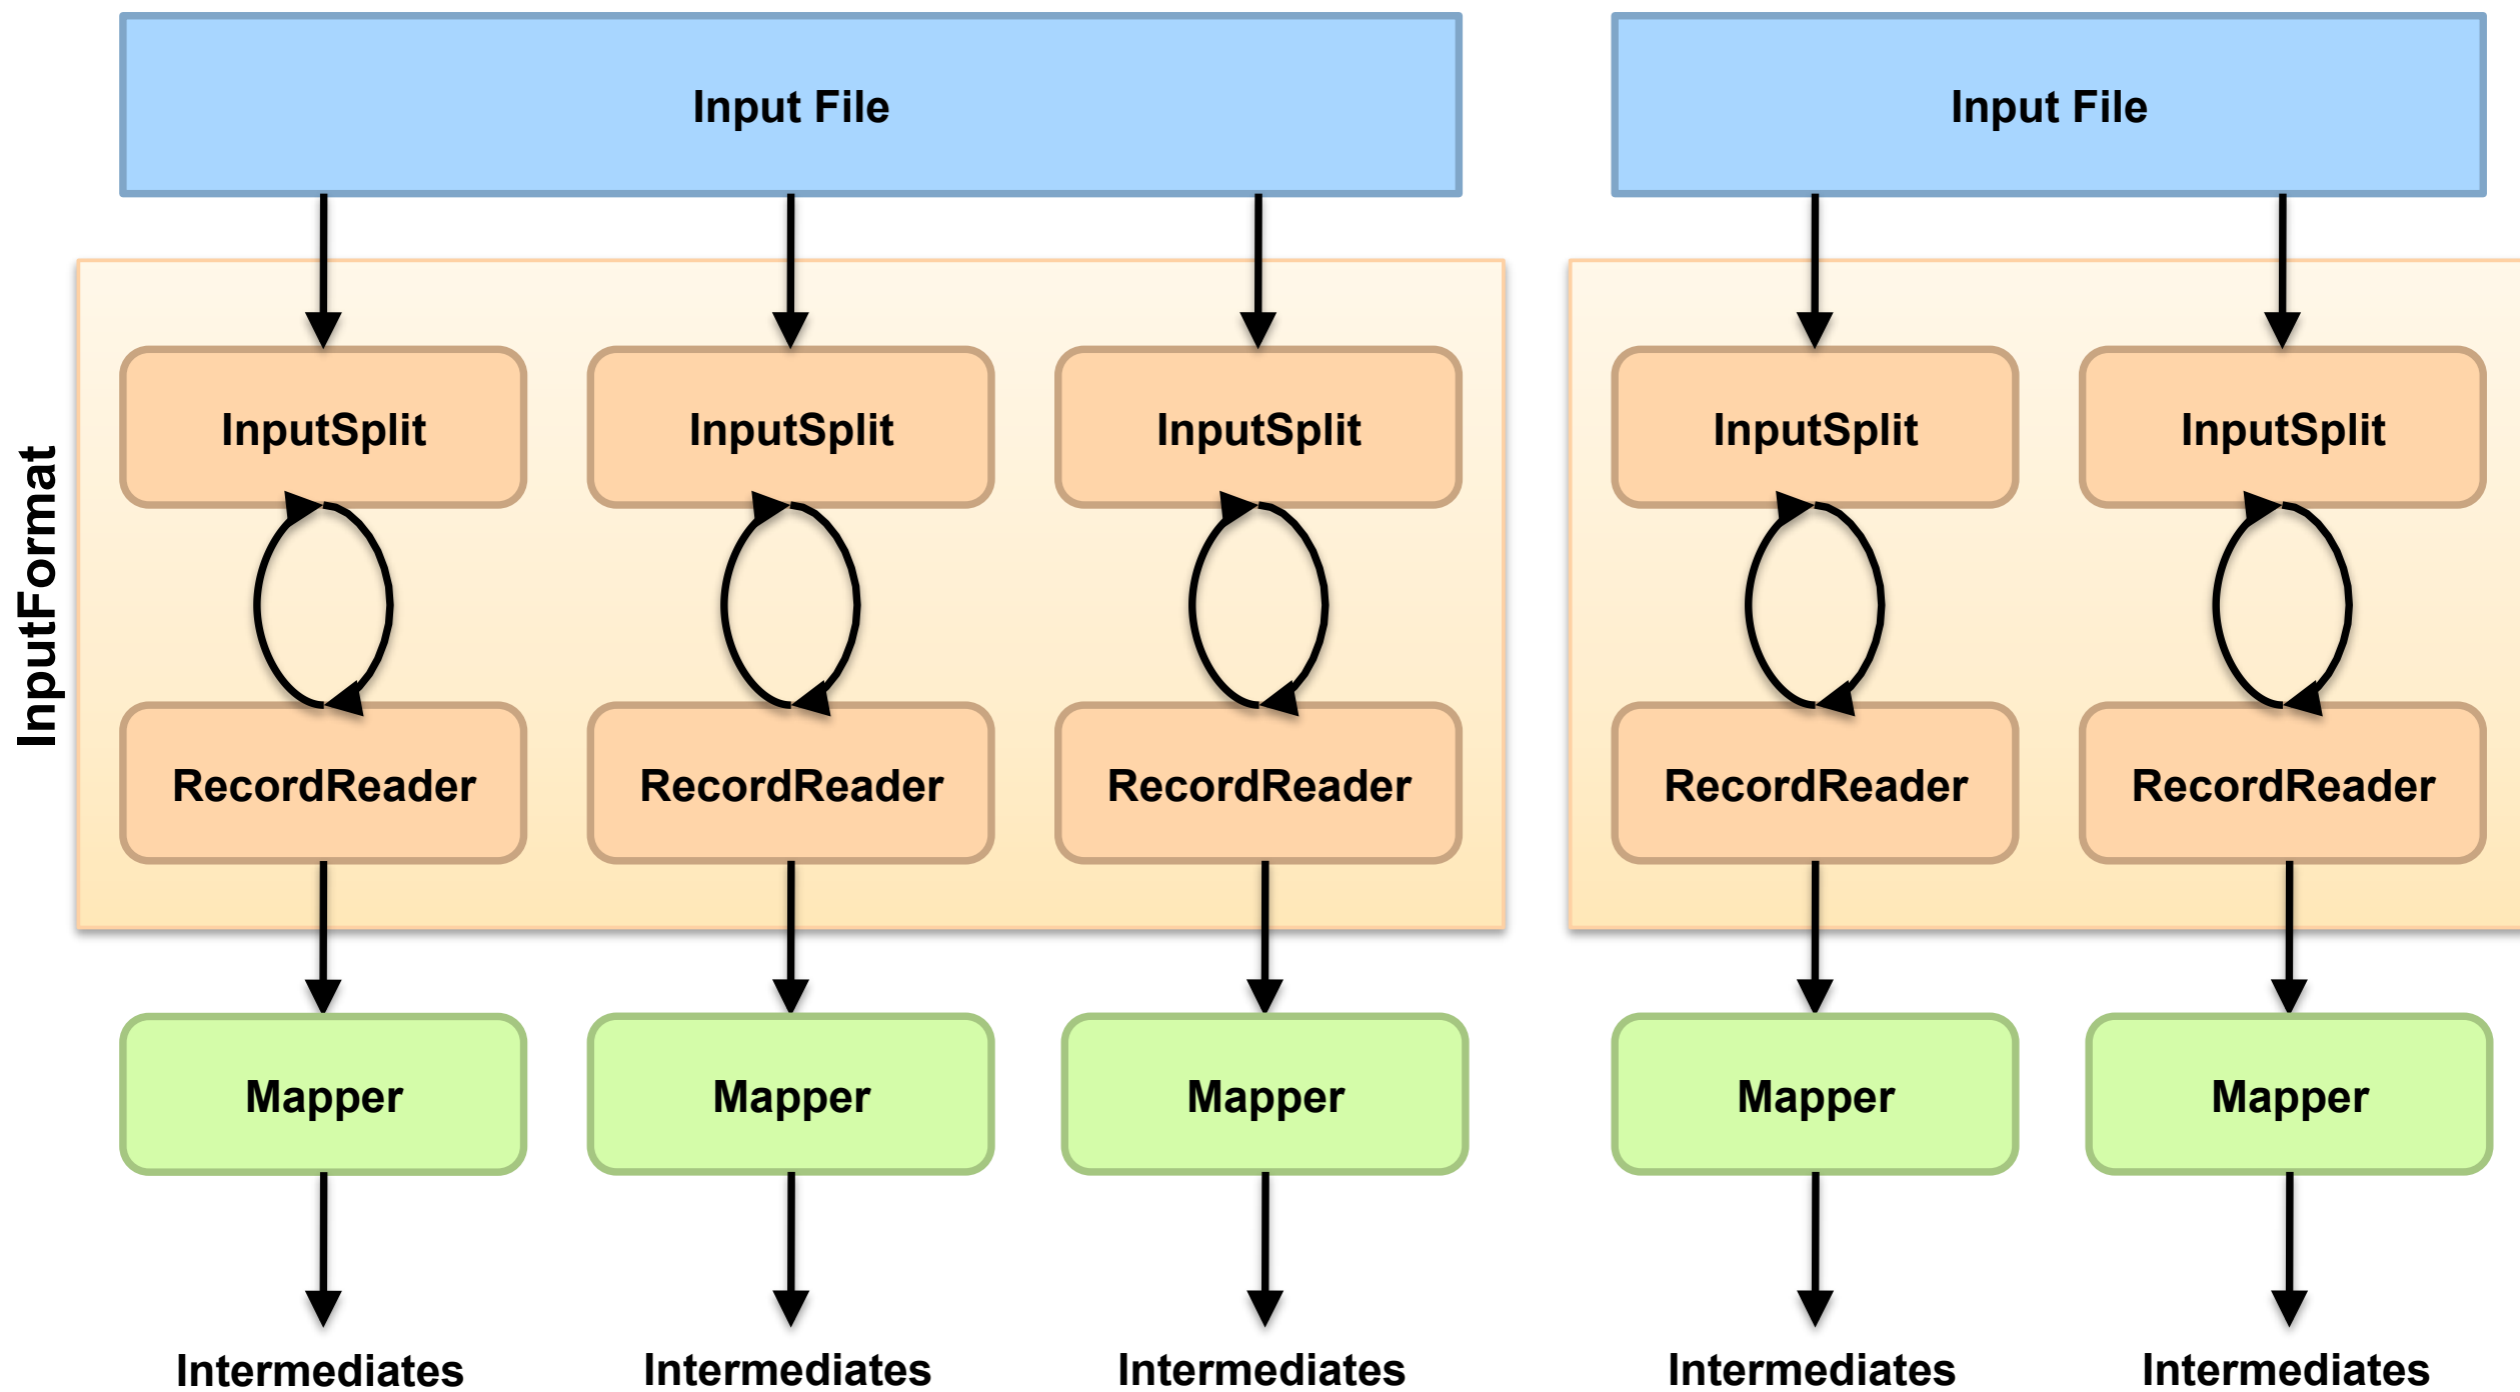 Input File
Input File
InputFormat
InputSplit
InputSplit
InputSplit
InputSplit
InputSplit
RecordReader
RecordReader
RecordReader
RecordReader
RecordReader
Mapper
Mapper
Mapper
Mapper
Mapper
Intermediates
Intermediates
Intermediates
Intermediates
Intermediates